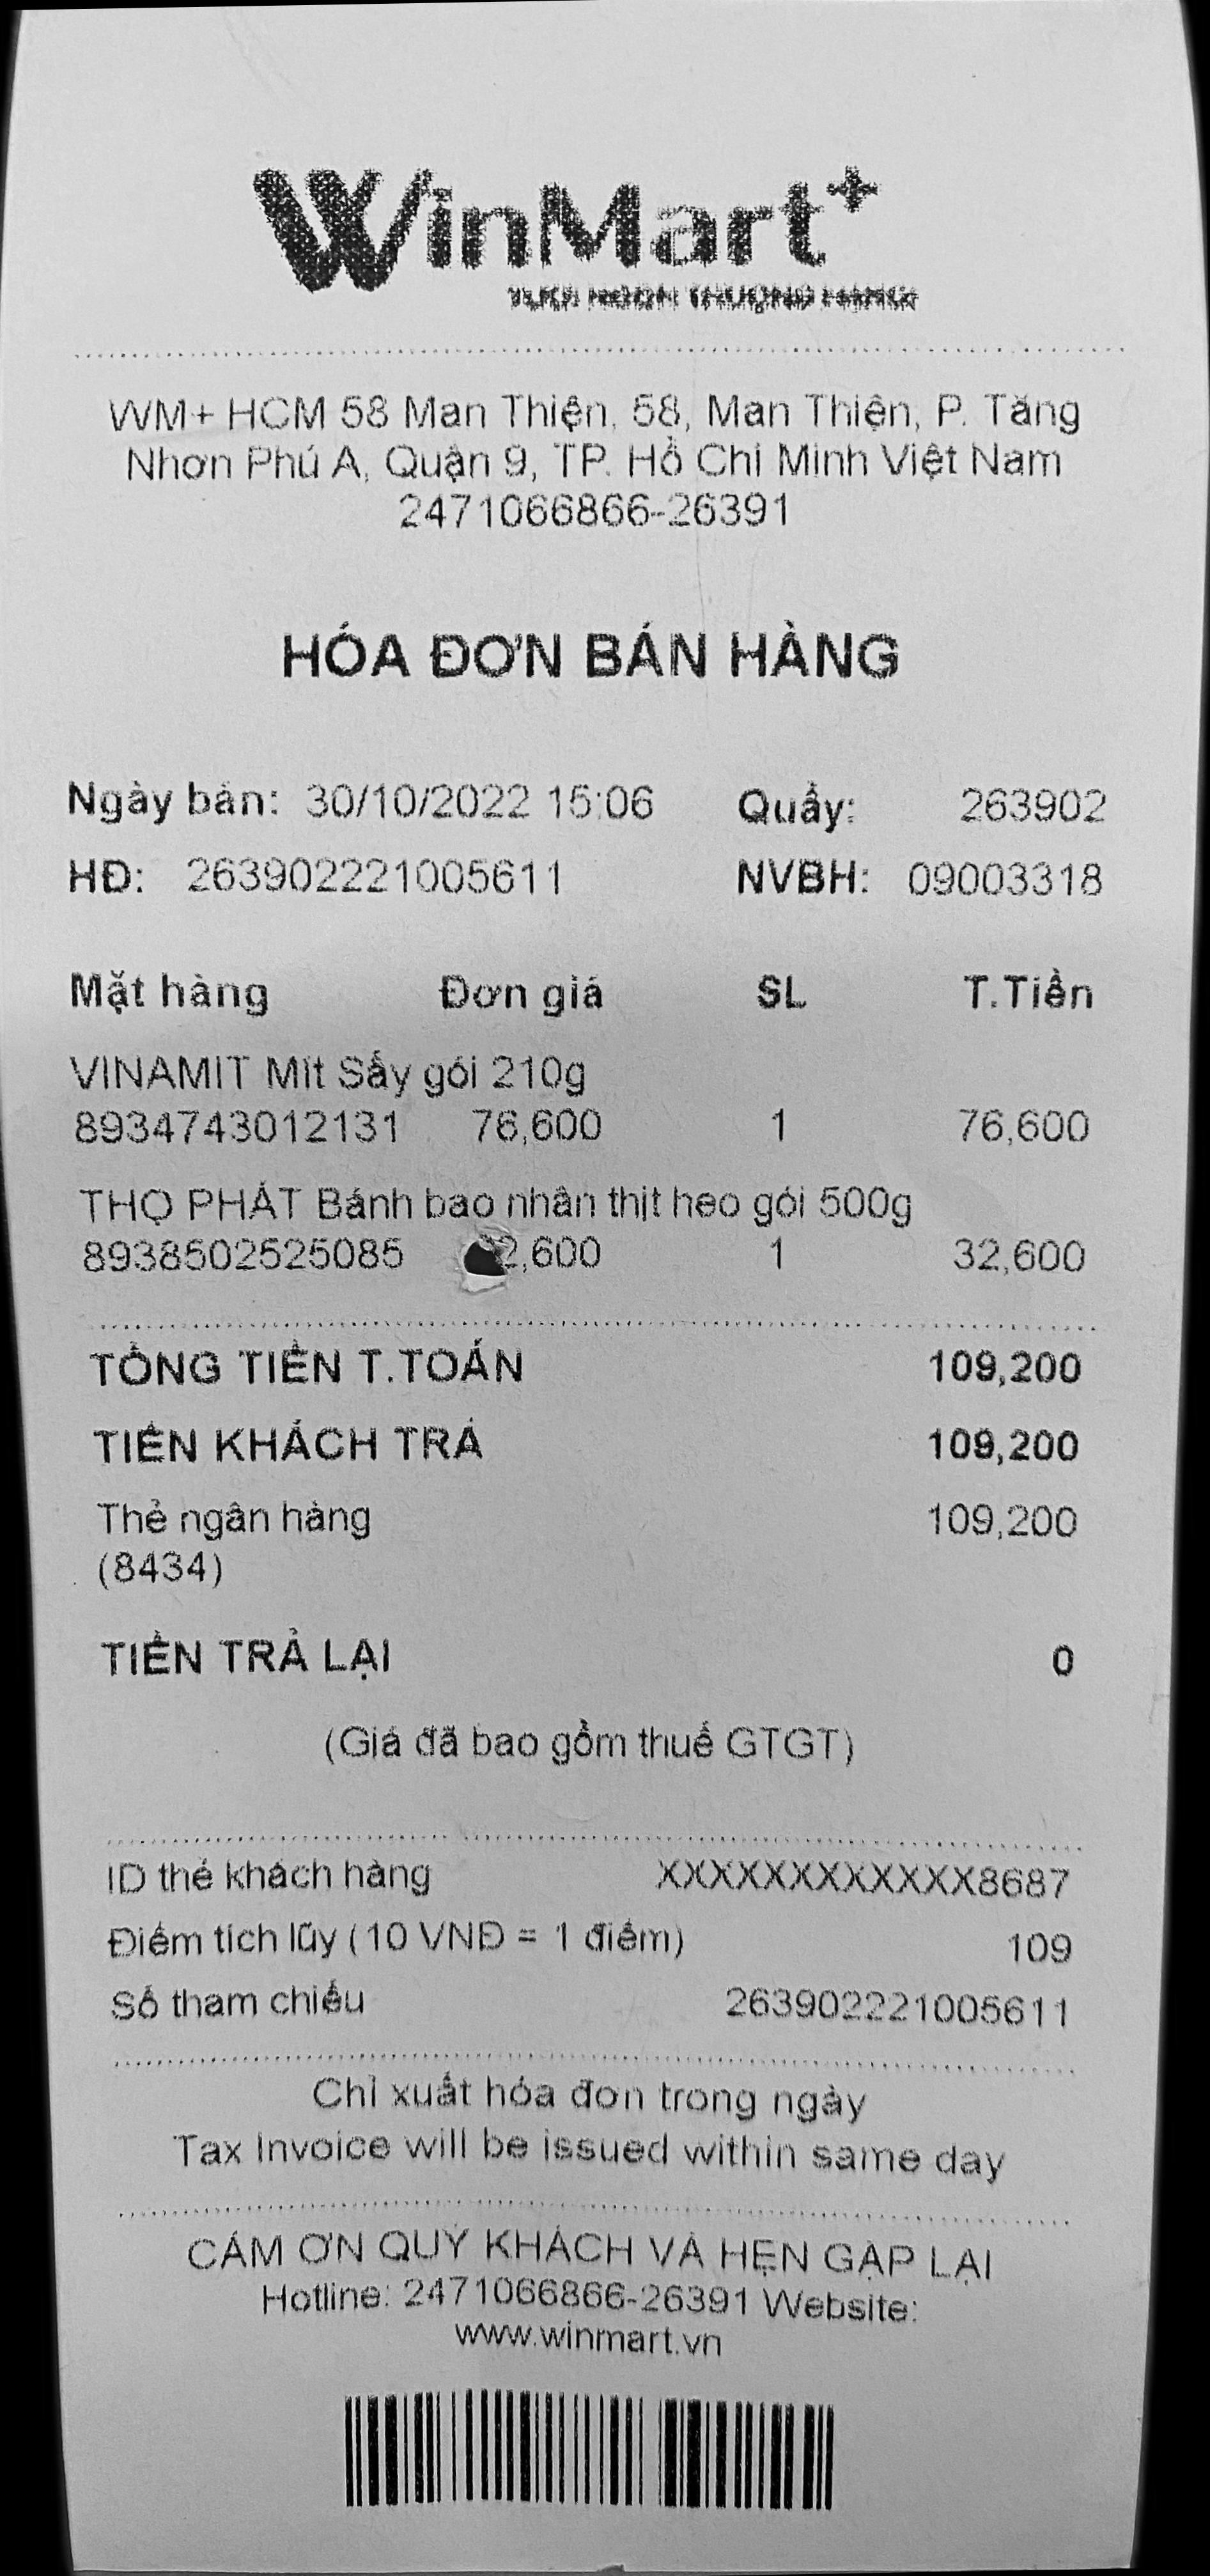 WinMart+
WM+ HCM 58 Man Thiện, 58, Man Thiện, P. Tăng
Nhơn Phú A, Quận 9, TP. Hồ Chí Minh Việt Nam
2471066866-26391
HÓA ĐƠN BÁN HÀNG
Ngày bán: 30/10/2022 15:06 Quầy: 263902
HĐ: 263902221005611 NVBH: 09003318
Mặt hàng Đơn giá SL T.Tiền
VINAMIT Mít Sấy gói 210g
8934743012131 76,600 1 76,600
THỌ PHÁT Bánh bao nhân thịt heo gói 500g
8938502525085 2,600 1 32,600
TỔNG TIỀN T.TOÁN 109,200
TIỀN KHÁCH TRẢ 109,200
Thẻ ngân hàng 109,200
(8434)
TIỀN TRẢ LẠI 0
(Giá đã bao gồm thuế GTGT)
ID thẻ khách hàng XXXXXXXXXXXX8687
Điểm tích lũy (10 VNĐ = 1 điểm) 109
Số tham chiếu 263902221005611
Chỉ xuất hóa đơn trong ngày
Tax Invoice will be issued within same day
CẢM ƠN QUÝ KHÁCH VÀ HẸN GẶP LẠI
Hotline: 2471066866-26391 Website:
www.winmart.vn